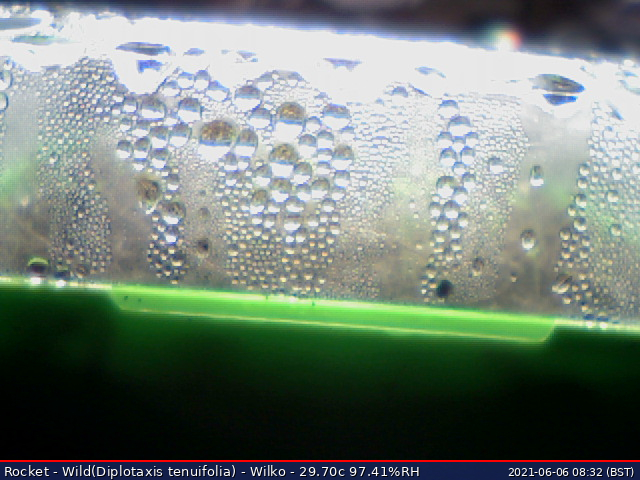 Rocket - Wild(Diplotaxis tenuifolia) - Wilko - 29.70c 97.41%RH 2021-06-06 08:32 (BST)